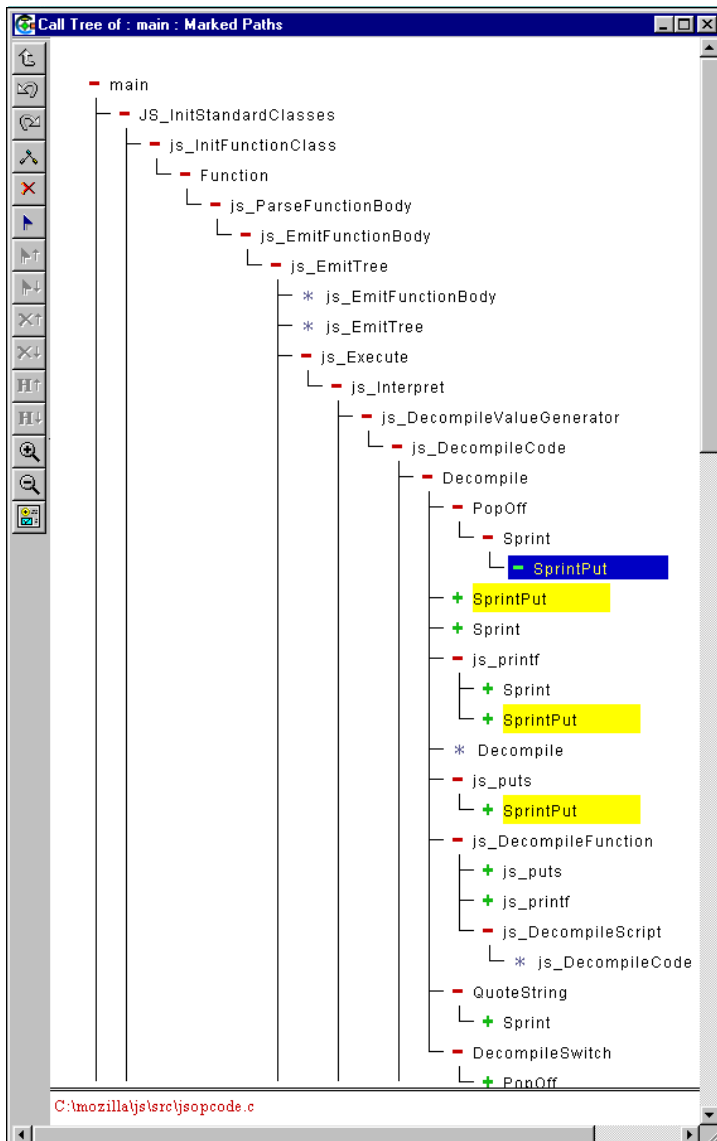 Call Tree of : main : Marked Paths
main
JS_InitStandardClasses
js_InitFunctionClass
Function
js_ParseFunctionBody
js_EmitFunctionBody
js_EmitTree
* js_EmitFunctionBody
* js_EmitTree
js_Execute
js_Interpret
js_DecompileValueGenerator
js_DecompileCode
Decompile
PopOff
Sprint
SprintPut
SprintPut
Sprint
js_printf
Sprint
SprintPut
* Decompile
js_puts
SprintPut
js_DecompileFunction
js_puts
js_printf
js_DecompileScript
* js_DecompileCode
QuoteString
Sprint
DecompileSwitch
PopOff
C:\mozilla\js\src\jsopcode.c